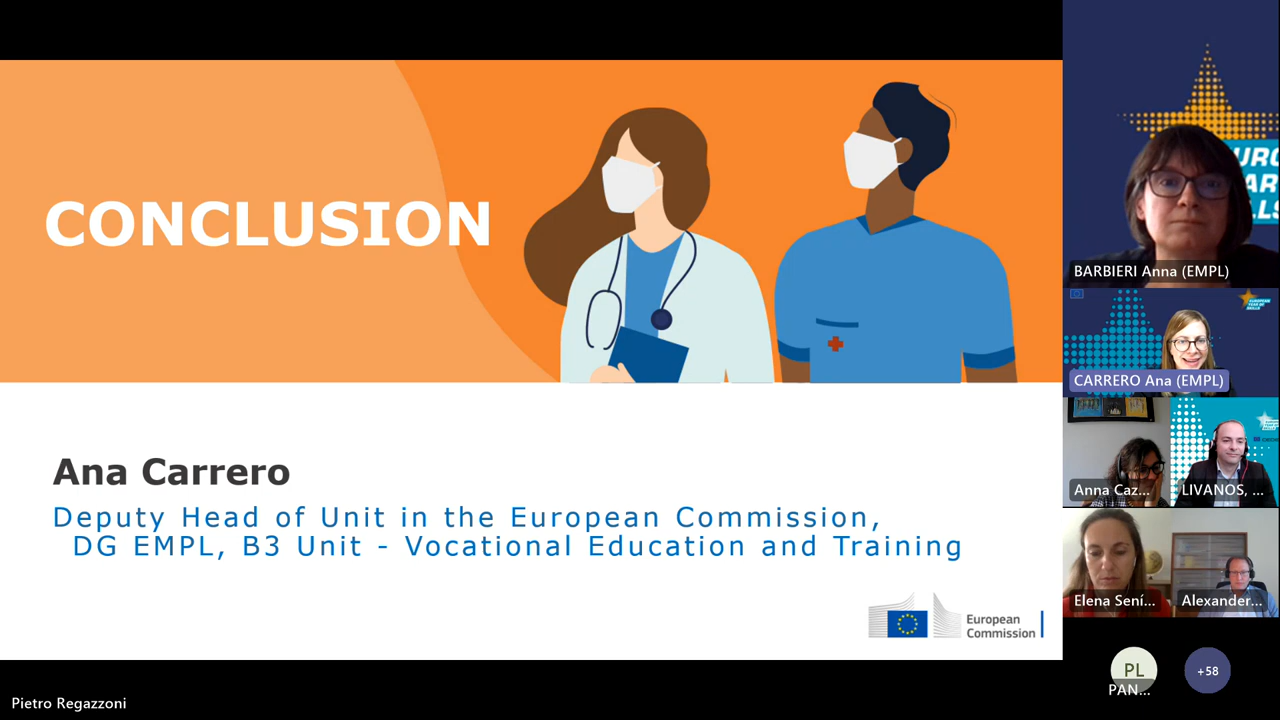 CONCLUSION
Ana Carrero
Deputy Head of Unit in the European Commission,
DG EMPL, B3 Unit - Vocational Education and Training
European
Commission
Pietro Regazzoni
BARBIERI Anna (EMPL)
CARRERO Ana (EMPL)
Anna Caz...
LIVANOS, ...
Elena Sení...
Alexander...
PL
PAN...
+58